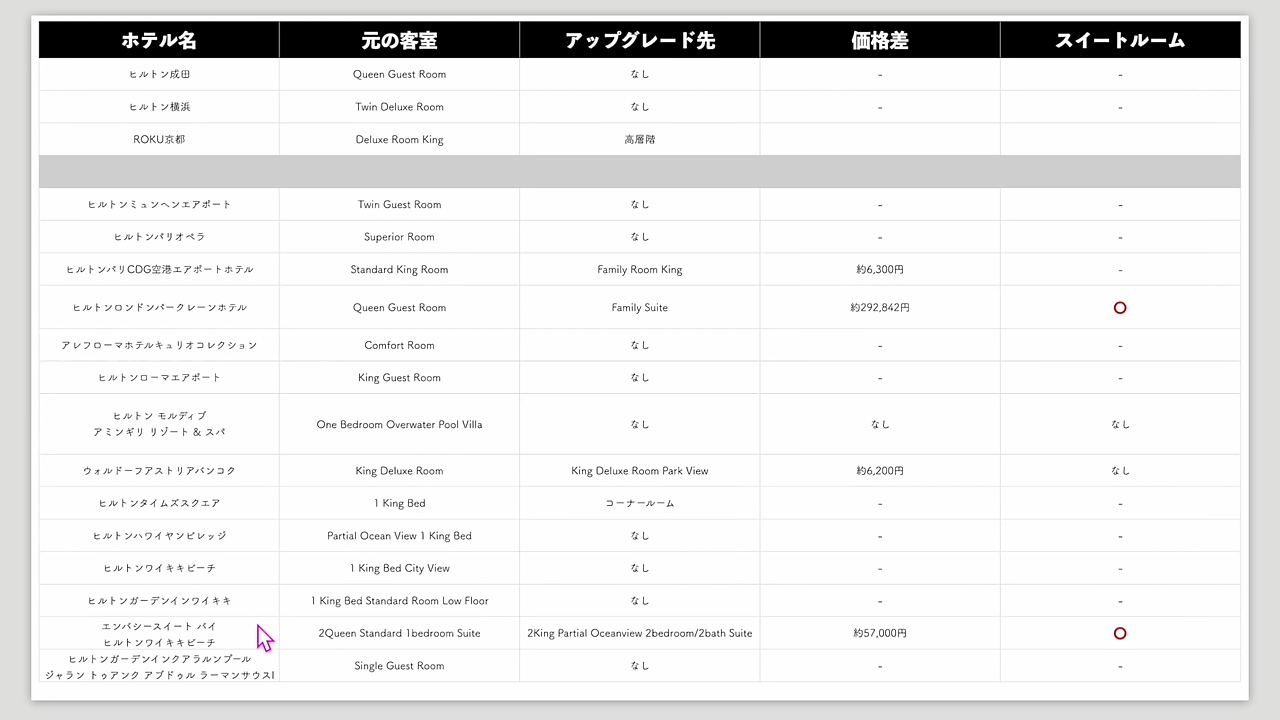 ホテル名 元の客室 アップグレード先 価格差 スイートルーム
ヒルトン成田 Queen Guest Room なし - -
ヒルトン横浜 Twin Deluxe Room なし - -
ROKU京都 Deluxe Room King 高層階
ヒルトンミュンヘンエアポート Twin Guest Room なし - -
ヒルトンパリオペラ Superior Room なし - -
ヒルトンパリCDG空港エアポートホテル Standard King Room Family Room King 約6,300円 -
ヒルトンロンドンパークレーンホテル Queen Guest Room Family Suite 約292,842円 ○
アレフローマホテルキュリオコレクション Comfort Room なし - -
ヒルトンローマエアポート King Guest Room なし - -
ヒルトン モルディブ
アミンギリ リゾート & スパ One Bedroom Overwater Pool Villa なし なし なし
ウォルドーフアストリアバンコク King Deluxe Room King Deluxe Room Park View 約6,200円 なし
ヒルトンタイムズスクエア 1 King Bed コーナールーム - -
ヒルトンハワイヤンビレッジ Partial Ocean View 1 King Bed なし - -
ヒルトンワイキキビーチ 1 King Bed City View なし - -
ヒルトンガーデンインワイキキ 1 King Bed Standard Room Low Floor なし - -
エンバシースイート バイ
ヒルトンワイキキビーチ 2Queen Standard 1bedroom Suite 2King Partial Oceanview 2bedroom/2bath Suite 約57,000円 ○
ヒルトンガーデンインクアラルンプール
ジャラン トゥアンク アブドゥル ラーマンサウス Single Guest Room なし - -